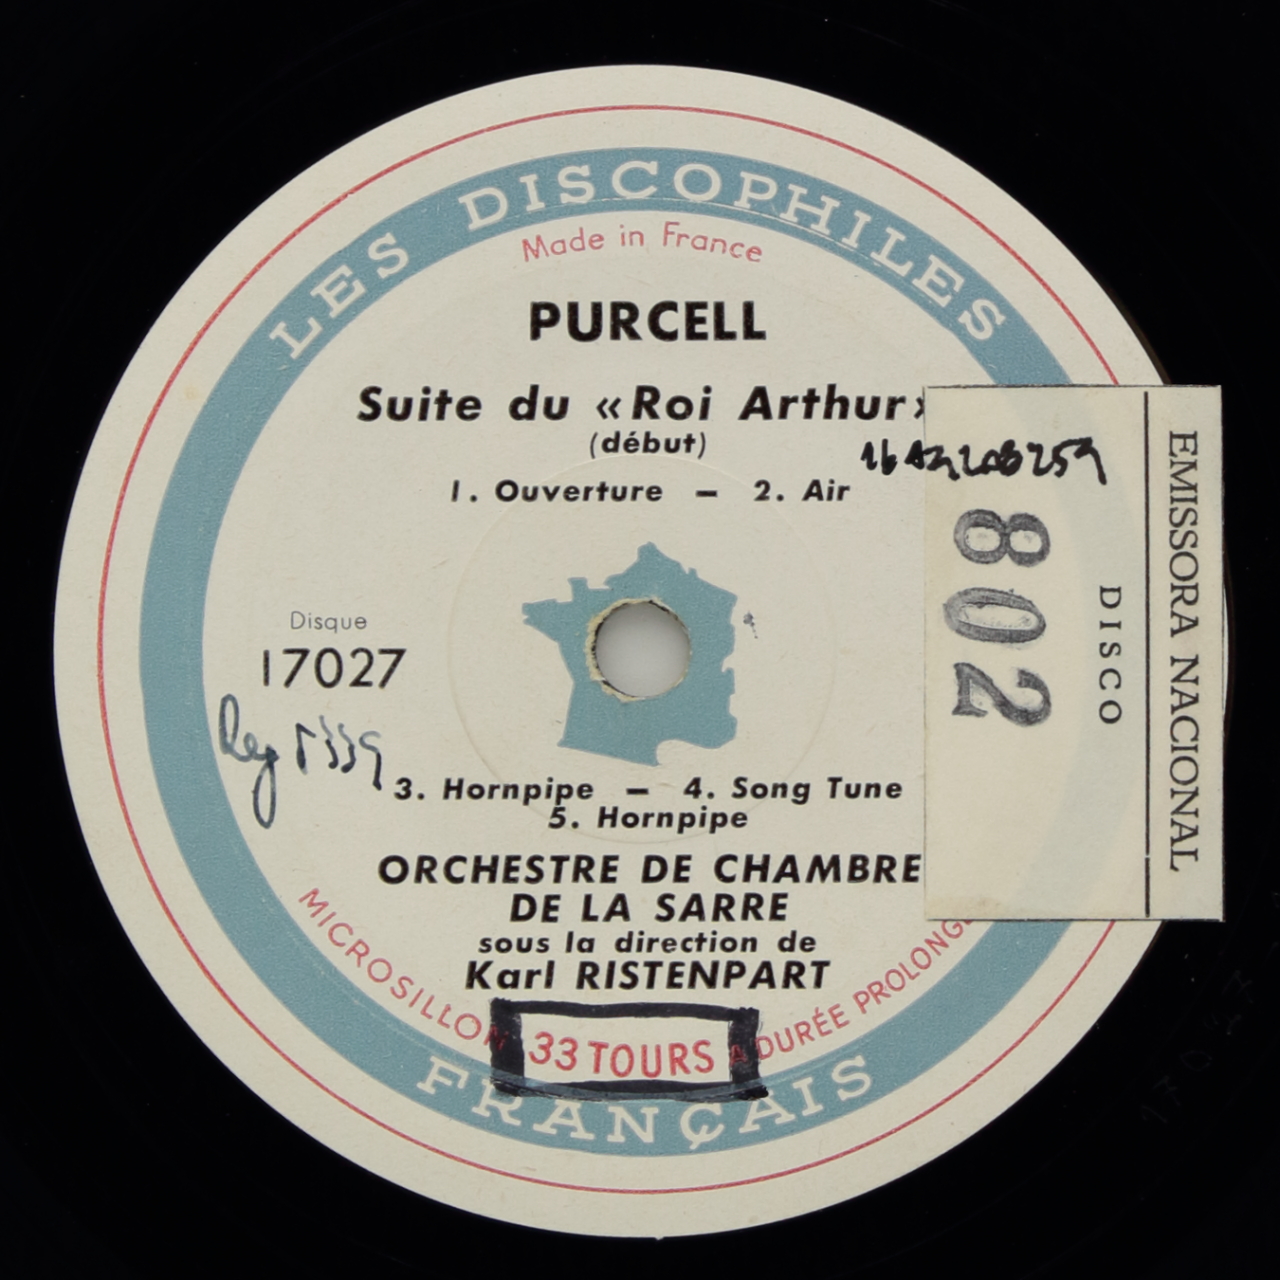 LES DISCOPHILES
Made in France
PURCELL
Suite du «Roi Arthur»
(début)
1. Ouverture – 2. Air
Disque
17027
3. Hornpipe – 4. Song Tune
5. Hornpipe
ORCHESTRE DE CHAMBRE
DE LA SARRE
sous la direction de
Karl RISTENPART
MICROSILLON 33 TOURS A DURÉE PROLONGÉ
FRANÇAIS
EMISSORA NACIONAL
DISCO
802